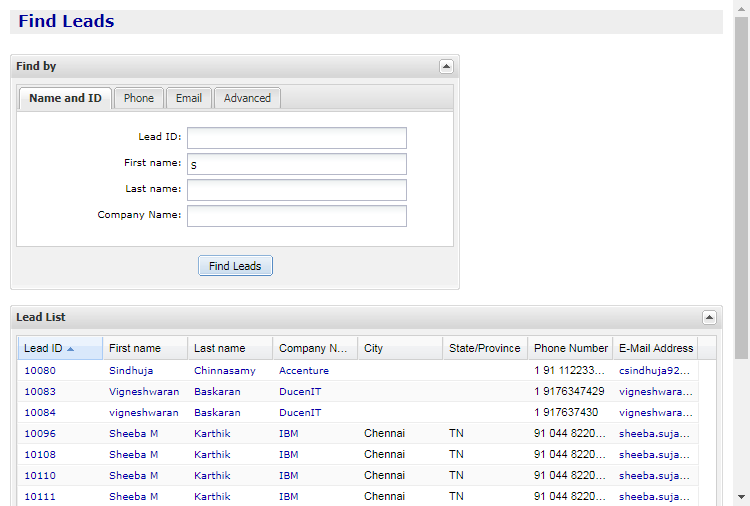 Find Leads
Find by
Name and ID Phone Email Advanced
Lead ID:
First name: s
Last name:
Company Name:
Find Leads
Lead List
Lead ID First name Last name Company N... City State/Province Phone Number E-Mail Address
10080 Sindhuja Chinnasamy Accenture 1 91 112233... csindhuja92...
10083 Vigneshwaran Baskaran DucenIT 1 9176347429 vigneshwara...
10084 vigneshwaran Baskaran DucenIT 1 917637430 vigneshwara...
10096 Sheeba M Karthik IBM Chennai TN 91 044 8220... sheeba.suja...
10108 Sheeba M Karthik IBM Chennai TN 91 044 8220... sheeba.suja...
10110 Sheeba M Karthik IBM Chennai TN 91 044 8220... sheeba.suja...
10111 Sheeba M Karthik IBM Chennai TN 91 044 8220... sheeba.suja...